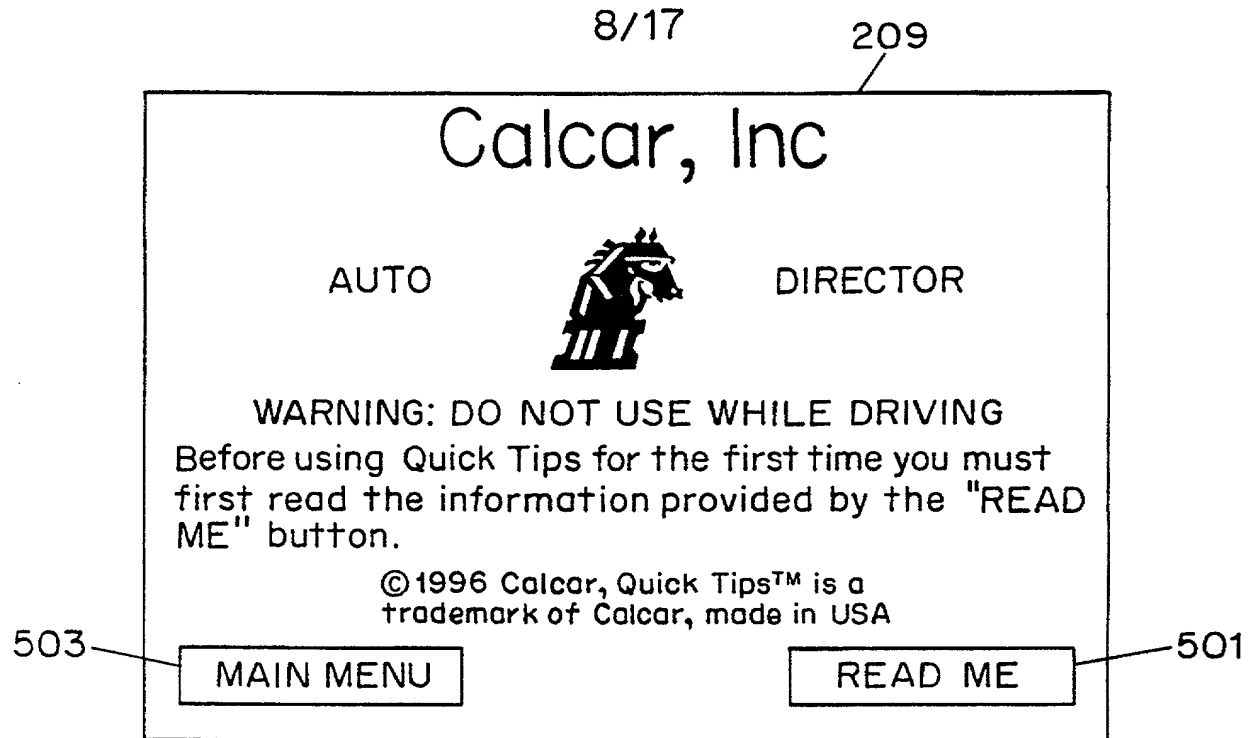 8/17
209
Calcar, Inc
AUTO DIRECTOR
WARNING: DO NOT USE WHILE DRIVING
Before using Quick Tips for the first time you must
first read the information provided by the "READ
ME" button.
©1996 Calcar, Quick Tips™ is a
trademark of Calcar, made in USA
503 MAIN MENU READ ME 501